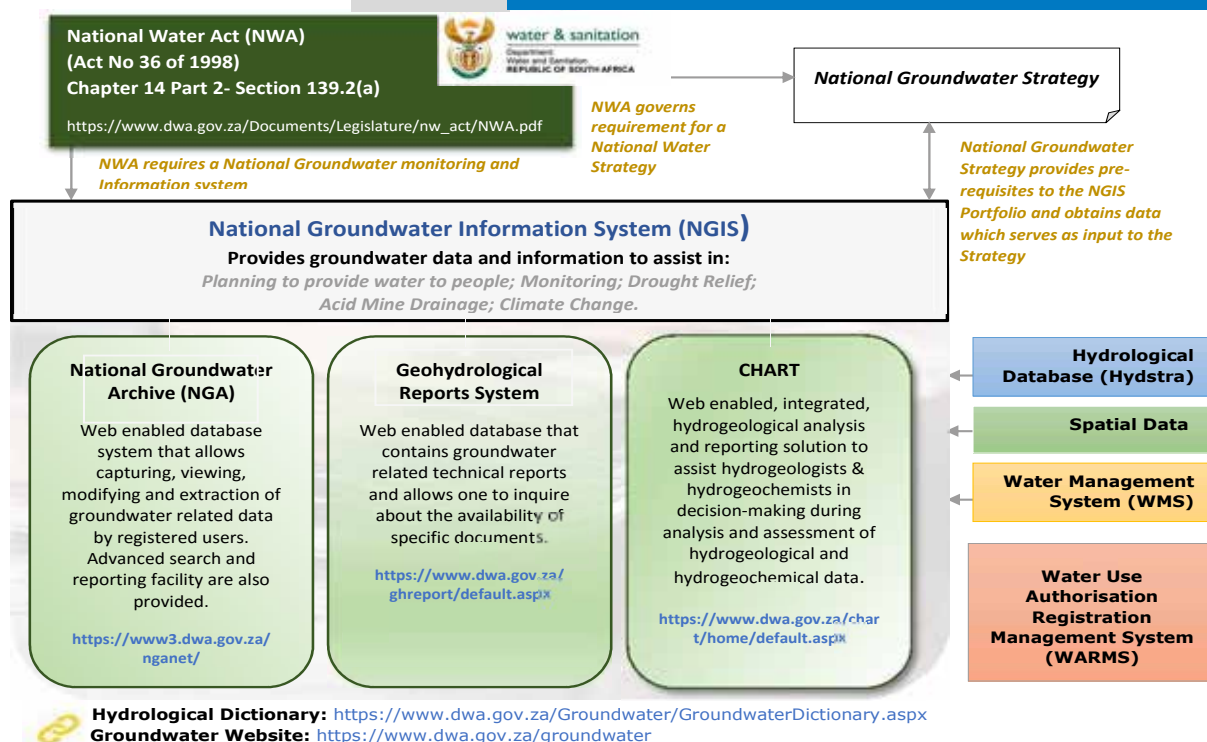 National Water Act (NWA)
(Act No 36 of 1998)
Chapter 14 Part 2- Section 139.2(a)
https://www.dwa.gov.za/Documents/Legislature/nw_act/NWA.pdf
water & sanitation
Department:
Water and Sanitation
REPUBLIC OF SOUTH AFRICA
NWA governs
requirement for a
National Water
Strategy
National Groundwater Strategy
NWA requires a National Groundwater monitoring and
Information system
National Groundwater
Strategy provides pre-
requisites to the NGIS
Portfolio and obtains data
which serves as input to the
Strategy
National Groundwater Information System (NGIS)
Provides groundwater data and information to assist in:
Planning to provide water to people; Monitoring; Drought Relief;
Acid Mine Drainage; Climate Change.
National Groundwater
Archive (NGA)
Web enabled database
system that allows
capturing, viewing,
modifying and extraction of
groundwater related data
by registered users.
Advanced search and
reporting facility are also
provided.
https://www3.dwa.gov.za/
nganet/
Geohydrological
Reports System
Web enabled database that
contains groundwater
related technical reports
and allows one to inquire
about the availability of
specific documents.
https://www.dwa.gov.za/
ghreport/default.aspx
CHART
Web enabled, integrated,
hydrogeological analysis
and reporting solution to
assist hydrogeologists &
hydrogeochemists in
decision-making during
analysis and assessment of
hydrogeological and
hydrogeochemical data.
https://www.dwa.gov.za/char
t/home/default.aspx
Hydrological
Database (Hydstra)
Spatial Data
Water Management
System (WMS)
Water Use
Authorisation
Registration
Management System
(WARMS)
Hydrological Dictionary: https://www.dwa.gov.za/Groundwater/GroundwaterDictionary.aspx
Groundwater Website: https://www.dwa.gov.za/groundwater